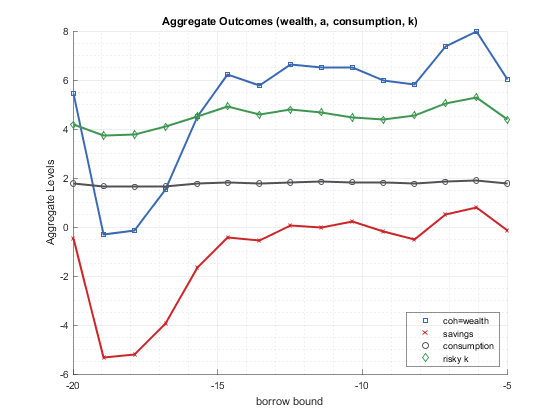 Aggregate Outcomes (wealth, a, consumption, k)
8
6
4
2
0
-2
-4
-6
Aggregate Levels
-20
-15
-10
-5
borrow bound
coh=wealth
savings
consumption
risky k